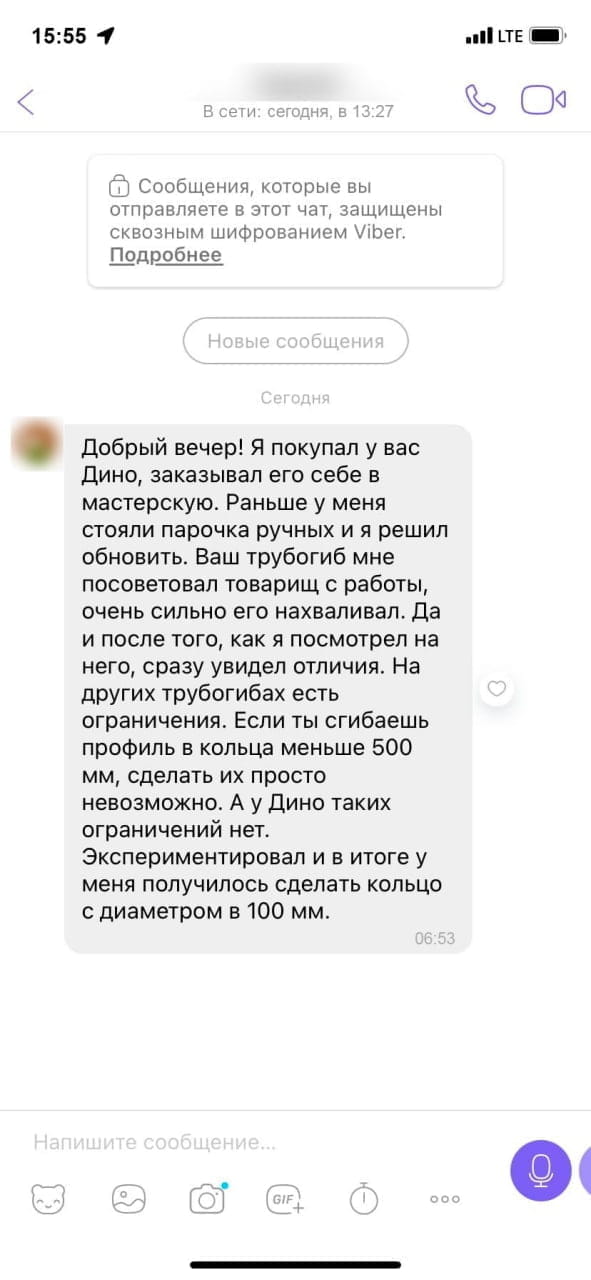 15:55
LTE
В сети: сегодня, в 13:27
Сообщения, которые вы
отправляете в этот чат, защищены
сквозным шифрованием Viber.
Подробнее
Новые сообщения
Сегодня
Добрый вечер! Я покупал у вас
Дино, заказывал его себе в
мастерскую. Раньше у меня
стояли парочка ручных и я решил
обновить. Ваш трубогиб мне
посоветовал товарищ с работы,
очень сильно его нахваливал. Да
и после того, как я посмотрел на
него, сразу увидел отличия. На
других трубогибах есть
ограничения. Если ты сгибаешь
профиль в кольца меньше 500
мм, сделать их просто
невозможно. А у Дино таких
ограничений нет.
Экспериментировал и в итоге у
меня получилось сделать кольцо
с диаметром в 100 мм.
06:53
Напишите сообщение...
GIF